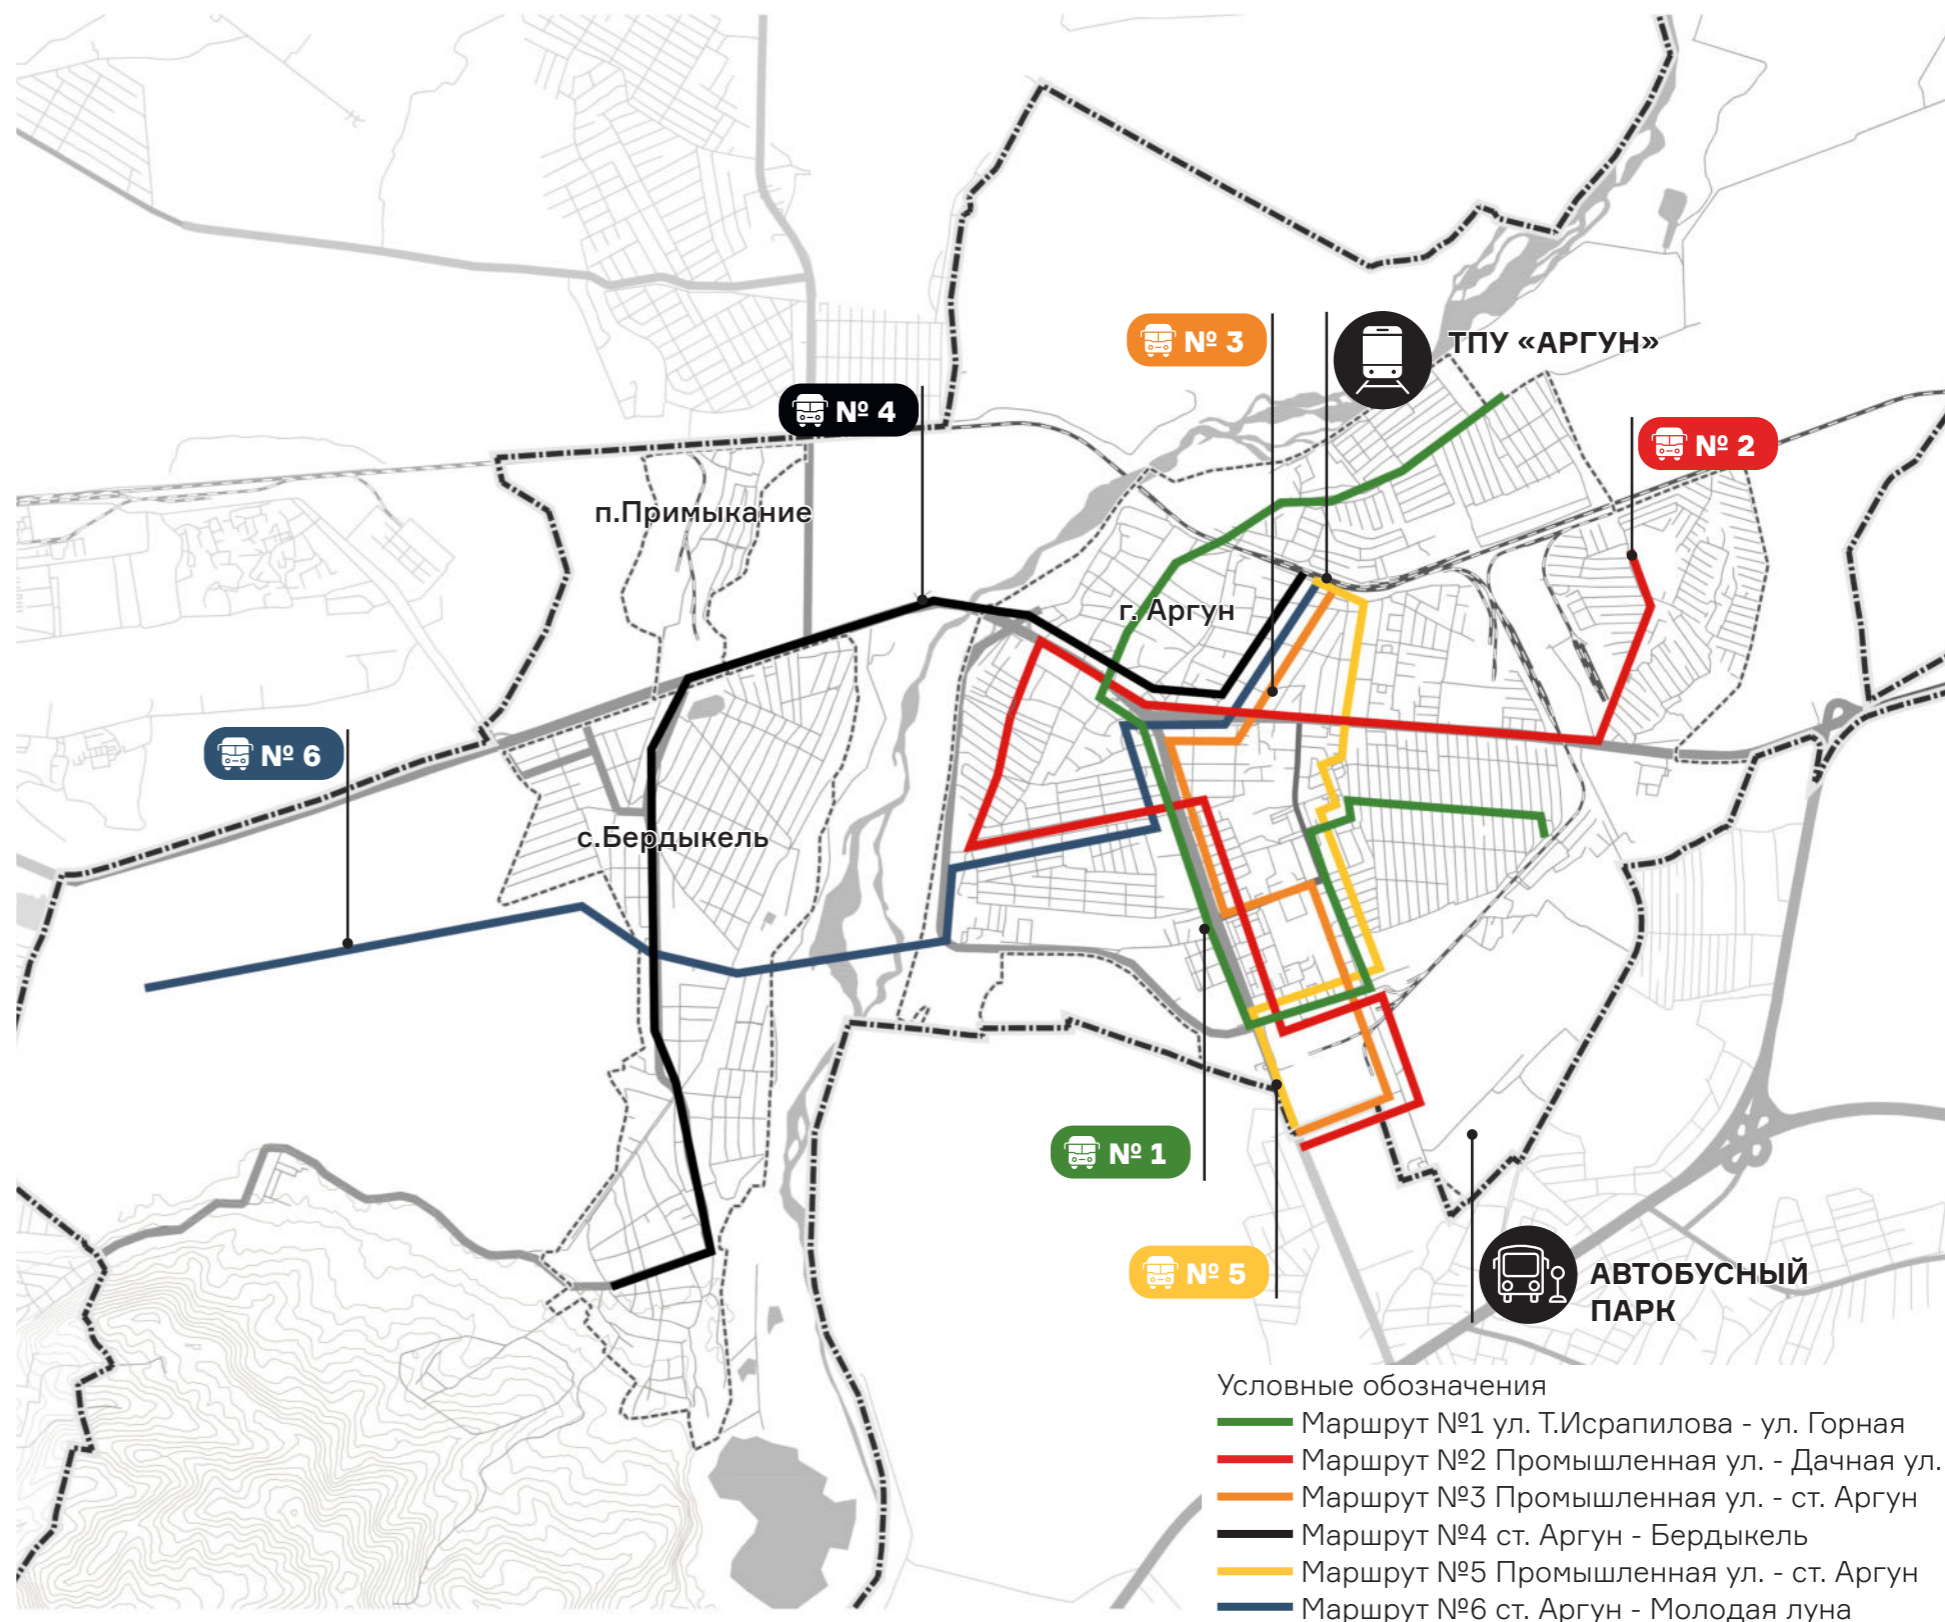 № 3
ТПУ «АРГУН»
№ 4
№ 2
п.Примыкание
г. Аргун
№ 6
с.Бердыкель
№ 1
№ 5
АВТОБУСНЫЙ
ПАРК
Условные обозначения
Маршрут №1 ул. Т.Исрапилова - ул. Горная
Маршрут №2 Промышленная ул. - Дачная ул.
Маршрут №3 Промышленная ул. - ст. Аргун
Маршрут №4 ст. Аргун - Бердыкель
Маршрут №5 Промышленная ул. - ст. Аргун
Маршрут №6 ст. Аргун - Молодая луна